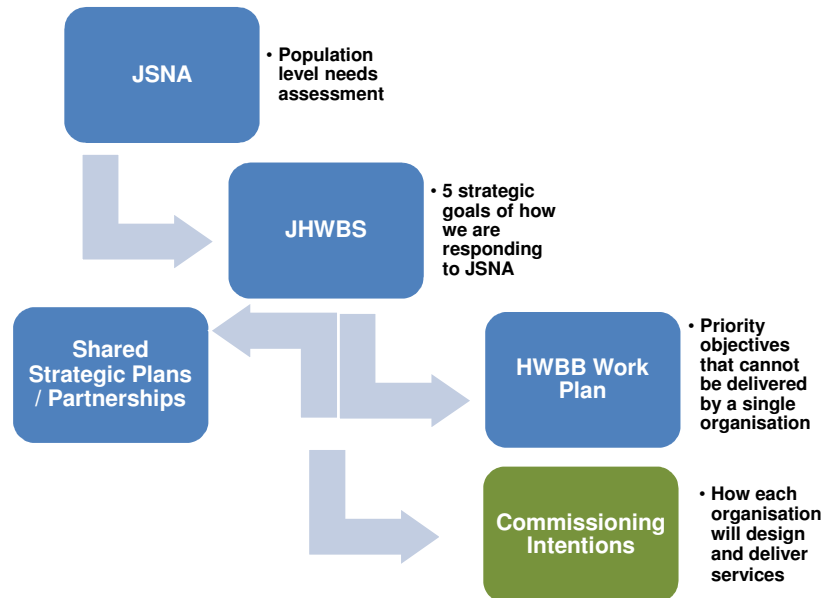 JSNA
• Population
level needs
assessment
JHWBS
• 5 strategic
goals of how
we are
responding
to JSNA
Shared
Strategic Plans
/ Partnerships
HWBB Work
Plan
• Priority
objectives
that cannot
be delivered
by a single
organisation
Commissioning
Intentions
• How each
organisation
will design
and deliver
services